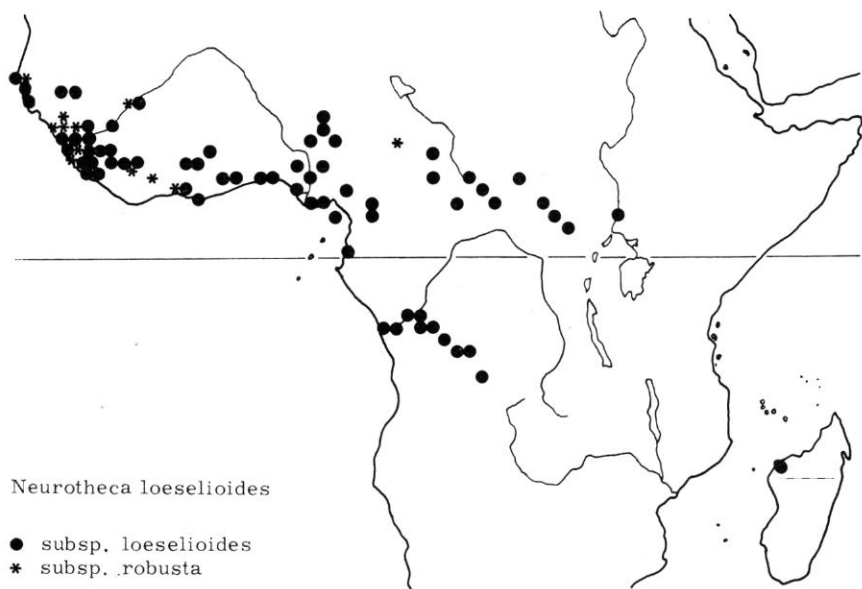 Neurotheca loeselioides
● subsp. loeselioides
* subsp. robusta